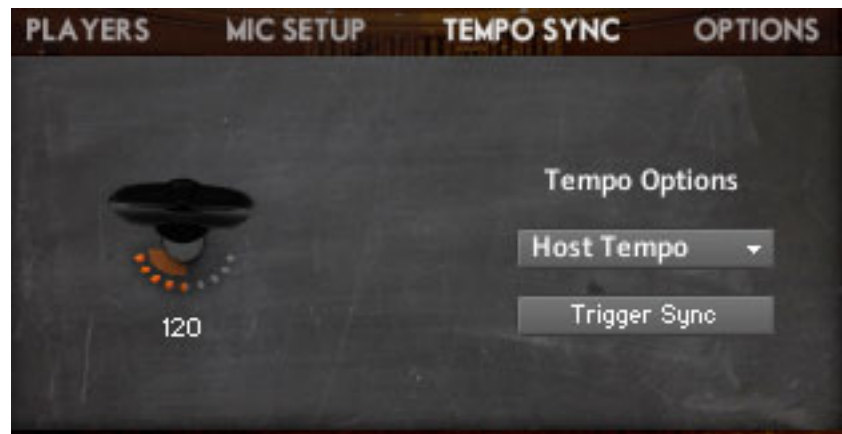 PLAYERS MIC SETUP TEMPO SYNC OPTIONS
Tempo Options
Host Tempo
Trigger Sync
120